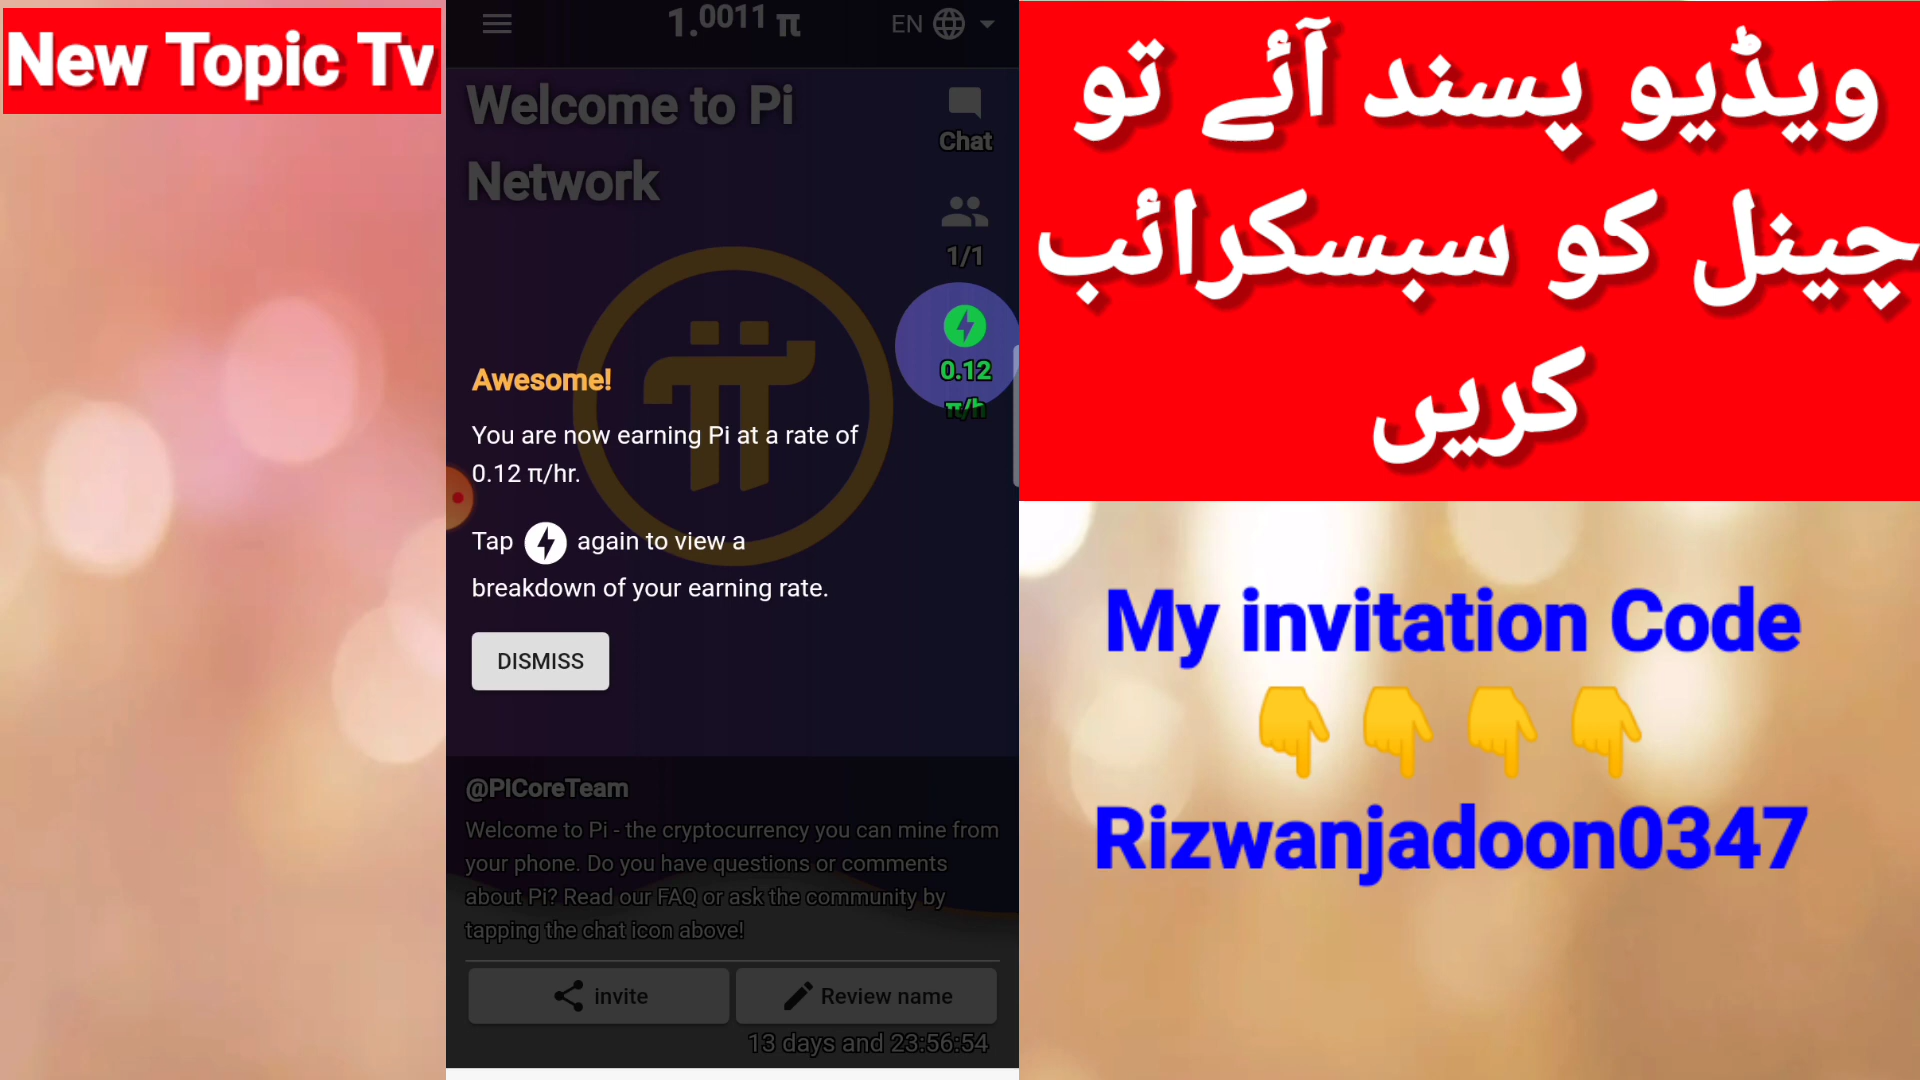 New Topic Tv
1.0011 π
EN
Welcome to Pi
Network
Chat
1/1
0.12
π/h
Awesome!
You are now earning Pi at a rate of
0.12 π/hr.
Tap again to view a
breakdown of your earning rate.
DISMISS
@PiCoreTeam
Welcome to Pi - the cryptocurrency you can mine from
your phone. Do you have questions or comments
about Pi? Read our FAQ or ask the community by
tapping the chat icon above!
invite
Review name
13 days and 23:56:54
ویڈیو پسند آئے تو
چینل کو سبسکرائب
کریں
My invitation Code
👇👇👇👇
Rizwanjadoon0347